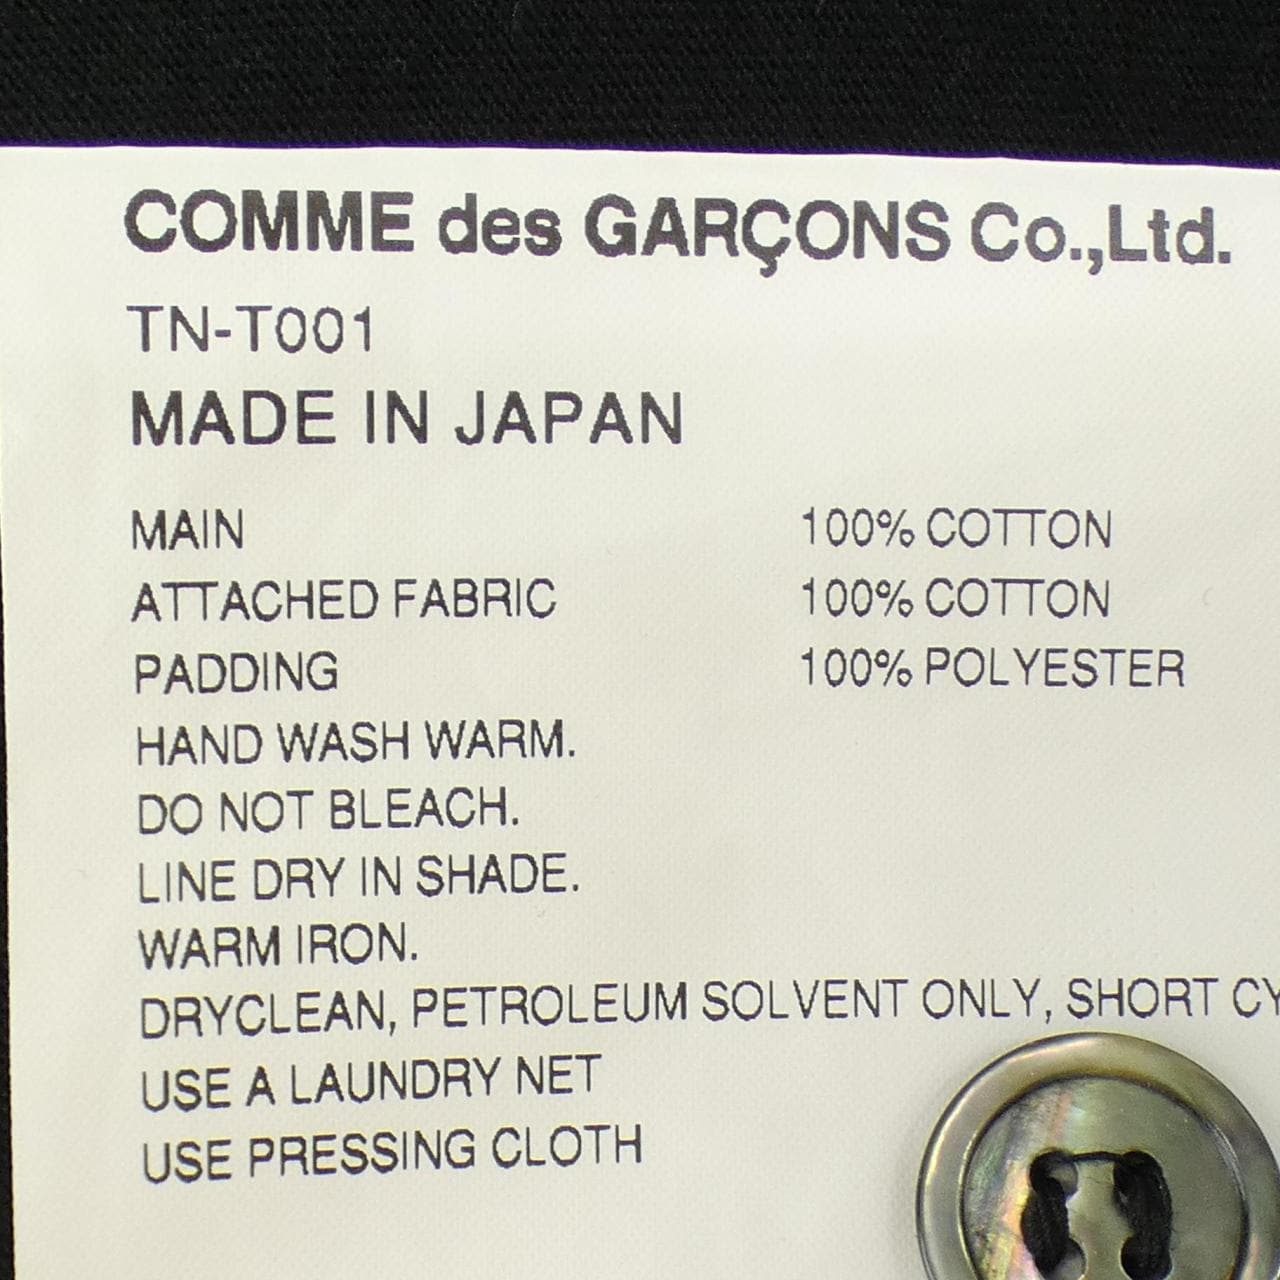 COMME des GARÇONS Co.,Ltd.
TN-T001
MADE IN JAPAN
MAIN 100% COTTON
ATTACHED FABRIC 100% COTTON
PADDING 100% POLYESTER
HAND WASH WARM.
DO NOT BLEACH.
LINE DRY IN SHADE.
WARM IRON.
DRYCLEAN, PETROLEUM SOLVENT ONLY, SHORT CY
USE A LAUNDRY NET
USE PRESSING CLOTH